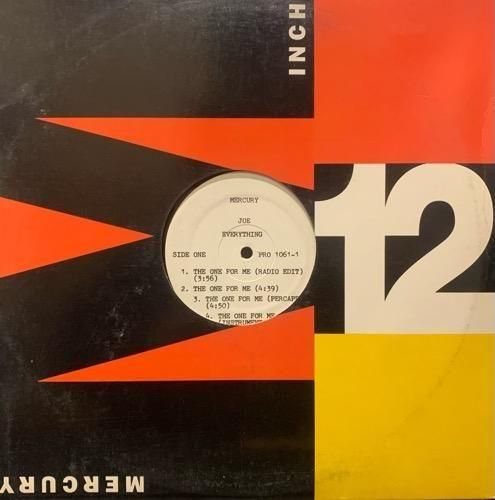 INCH
12
MERCURY
JOE
EVERYTHING
SIDE ONE PRO 1061-1
1. THE ONE FOR ME (RADIO EDIT)
(3:56)
2. THE ONE FOR ME (4:39)
3. THE ONE FOR ME (PERCAPP
(4:50)
4. THE ONE FOR ME
(INSTRUMENT
MERCURY